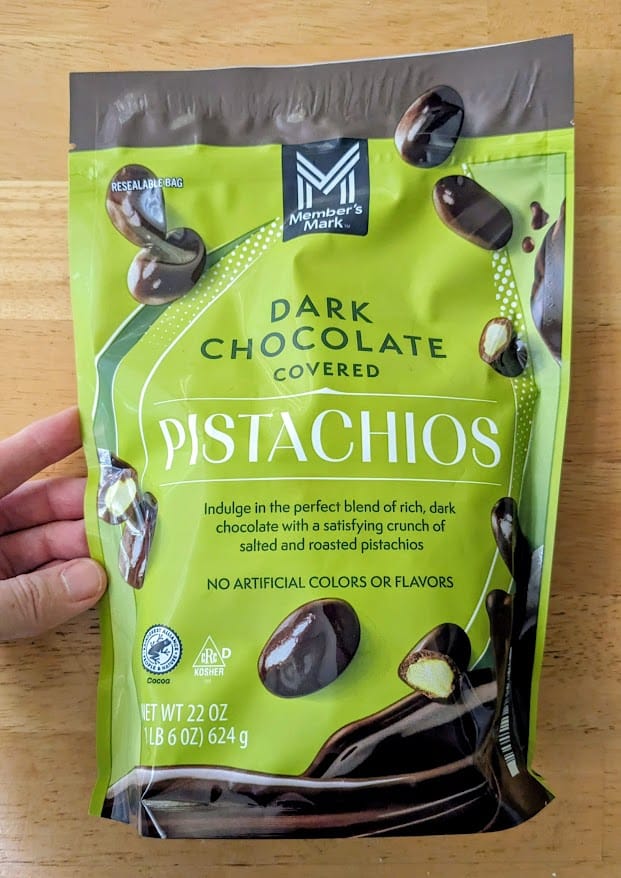 RESEALABLE BAG
M
Member's
Mark™
DARK
CHOCOLATE
COVERED
PISTACHIOS
Indulge in the perfect blend of rich, dark
chocolate with a satisfying crunch of
salted and roasted pistachios
NO ARTIFICIAL COLORS OR FLAVORS
CRC D
KOSHER
Cocoa
NET WT 22 OZ
1 LB 6 OZ) 624 g